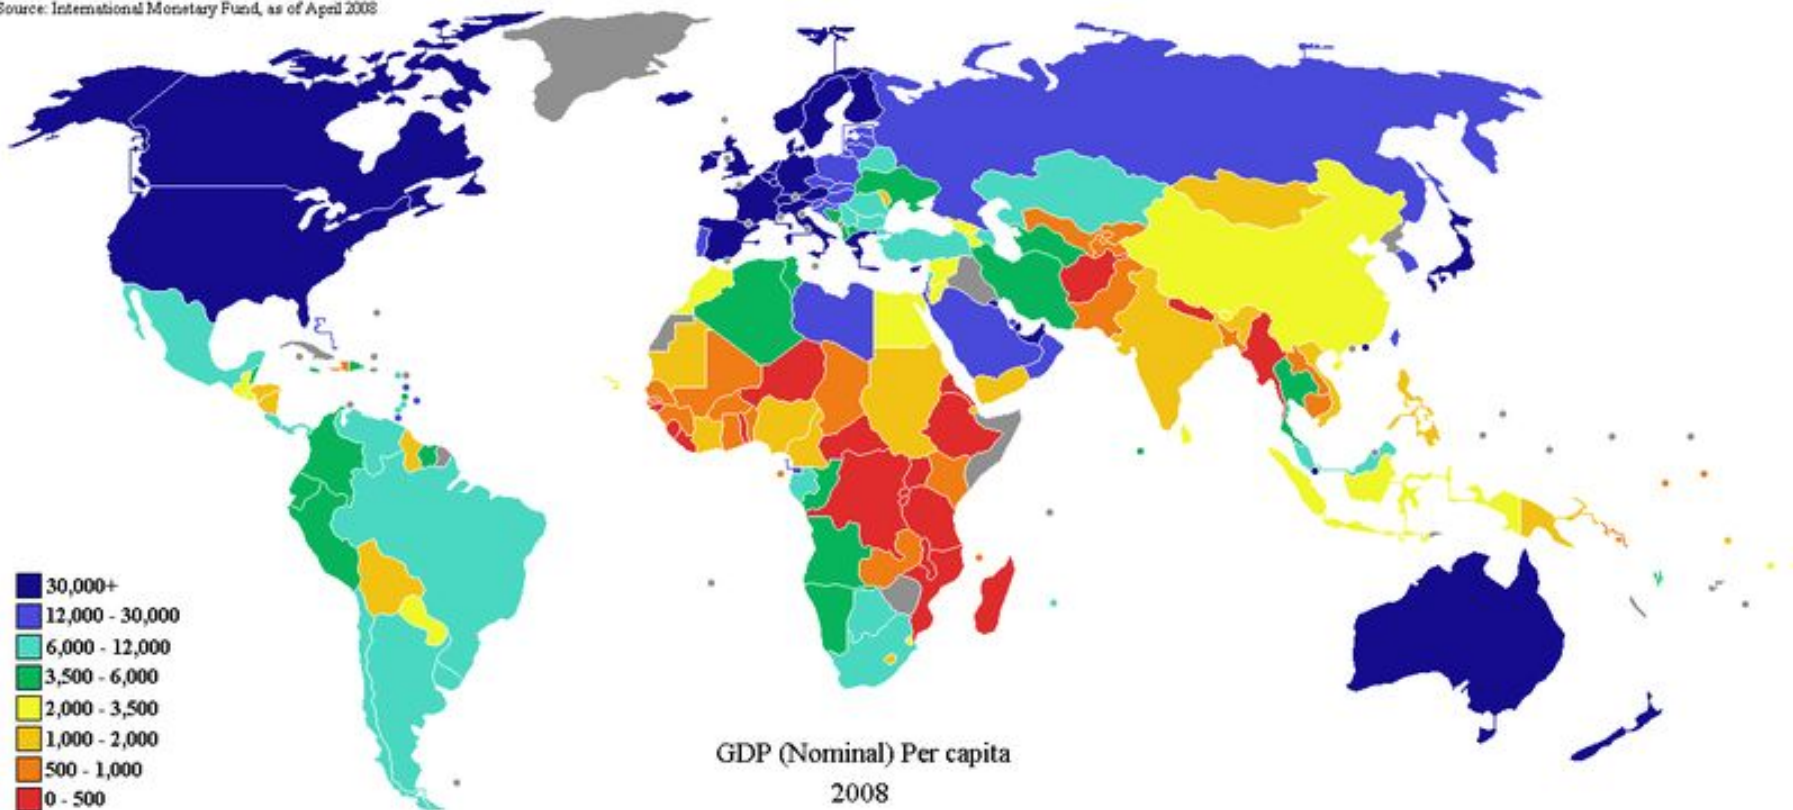 Source: International Monetary Fund, as of April 2008
30,000+
12,000 - 30,000
6,000 - 12,000
3,500 - 6,000
2,000 - 3,500
1,000 - 2,000
500 - 1,000
0 - 500
GDP (Nominal) Per capita
2008